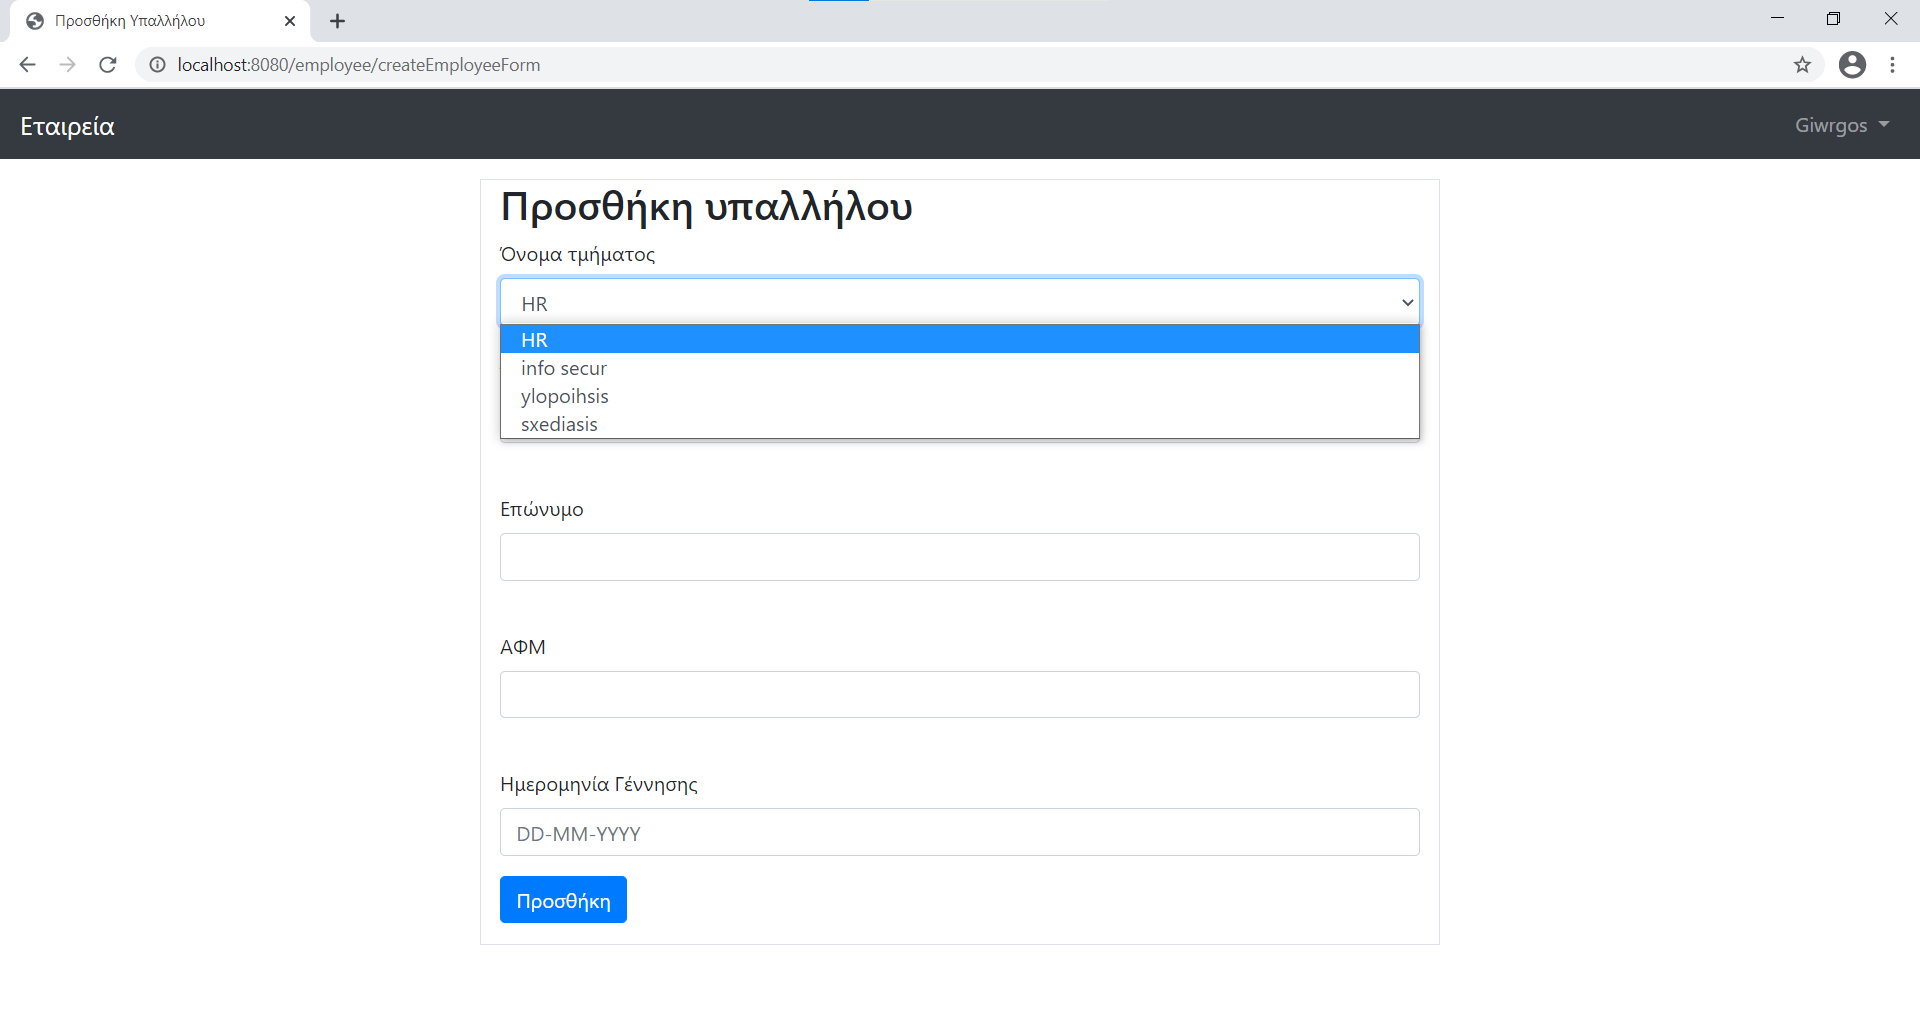 Προσθήκη Υπαλλήλου
localhost:8080/employee/createEmployeeForm
Εταιρεία
Giwrgos
Προσθήκη υπαλλήλου
Όνομα τμήματος
HR
HR
info secur
ylopoihsis
sxediasis
Επώνυμο
ΑΦΜ
Ημερομηνία Γέννησης
DD-MM-YYYY
Προσθήκη